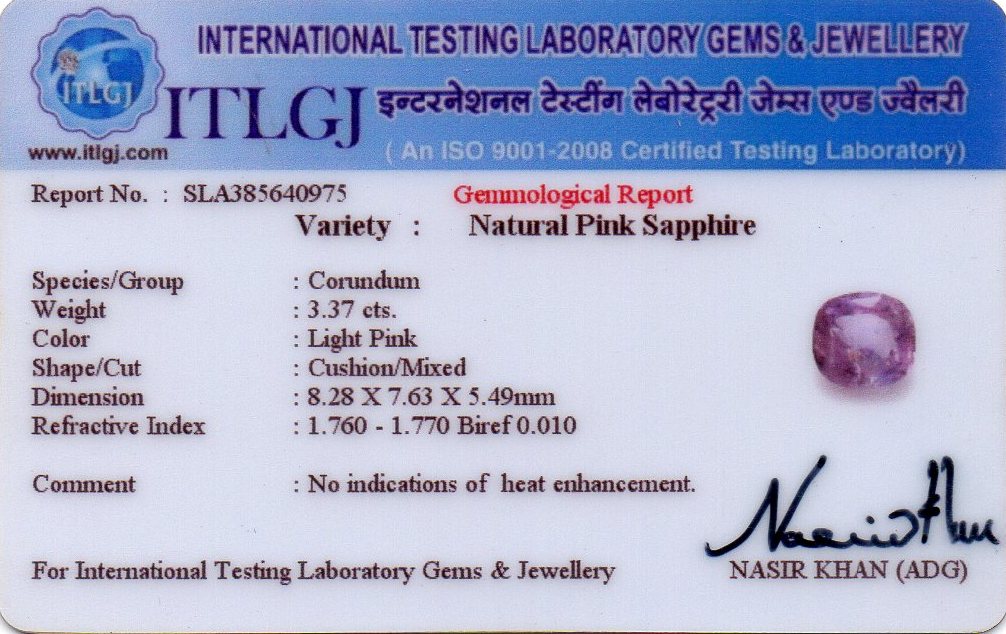 INTERNATIONAL TESTING LABORATORY GEMS & JEWELLERY
ITLGJ
ITLGJ इन्टरनेशनल टेस्टींग लेबोरेट्ररी जेम्स एण्ड ज्वैलरी
www.itlgj.com
( An ISO 9001-2008 Certified Testing Laboratory)
Report No. : SLA385640975
Gemmological Report
Variety : Natural Pink Sapphire
Species/Group : Corundum
Weight : 3.37 cts.
Color : Light Pink
Shape/Cut : Cushion/Mixed
Dimension : 8.28 X 7.63 X 5.49mm
Refractive Index : 1.760 - 1.770 Biref 0.010
Comment : No indications of heat enhancement.
For International Testing Laboratory Gems & Jewellery
NASIR KHAN (ADG)